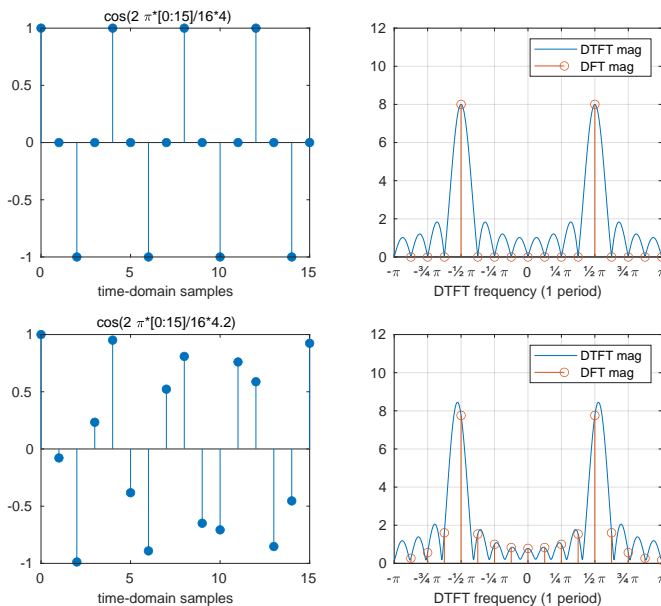 cos(2 π*[0:15]/16*4)
1
0.5
0
-0.5
-1
0 5 10 15
time-domain samples
12
10
8
6
4
2
0
DTFT mag
DFT mag
-π -¾ π -½ π -¼ π 0 ¼ π ½ π ¾ π π
DTFT frequency (1 period)
cos(2 π*[0:15]/16*4.2)
1
0.5
0
-0.5
-1
0 5 10 15
time-domain samples
12
10
8
6
4
2
0
DTFT mag
DFT mag
-π -¾ π -½ π -¼ π 0 ¼ π ½ π ¾ π π
DTFT frequency (1 period)